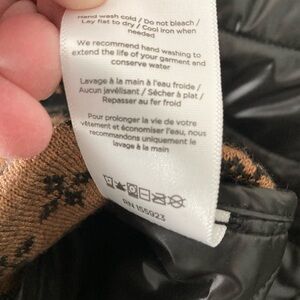 Hand wash cold / Do not bleach /
Lay flat to dry / Cool iron when
needed
We recommend hand washing to
extend the life of your garment and
conserve water
Lavage à la main à l'eau froide /
Aucun javélisant / Sécher à plat /
Repasser au fer froid
Pour prolonger la vie de votre
vêtement et économiser l'eau, nous
recommandons uniquement le
lavage à la main
RN 155923